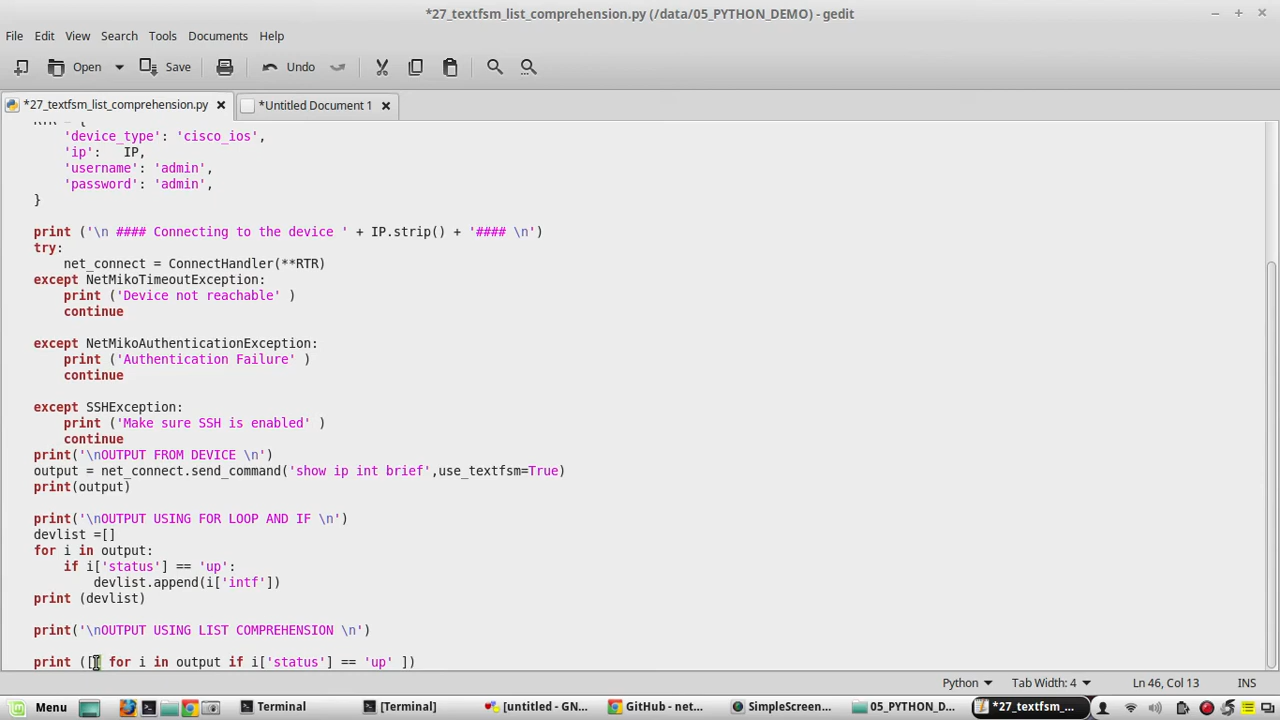 *27_textfsm_list_comprehension.py (/data/05_PYTHON_DEMO) - gedit
File Edit View Search Tools Documents Help
Open Save Undo
*27_textfsm_list_comprehension.py *Untitled Document 1
RTR = {
'device_type': 'cisco_ios',
'ip': IP,
'username': 'admin',
'password': 'admin',
}
print ('\n #### Connecting to the device ' + IP.strip() + '#### \n')
try:
net_connect = ConnectHandler(**RTR)
except NetMikoTimeoutException:
print ('Device not reachable' )
continue
except NetMikoAuthenticationException:
print ('Authentication Failure' )
continue
except SSHException:
print ('Make sure SSH is enabled' )
continue
print('\nOUTPUT FROM DEVICE \n')
output = net_connect.send_command('show ip int brief',use_textfsm=True)
print(output)
print('\nOUTPUT USING FOR LOOP AND IF \n')
devlist =[]
for i in output:
if i['status'] == 'up':
devlist.append(i['intf'])
print (devlist)
print('\nOUTPUT USING LIST COMPREHENSION \n')
print ([ for i in output if i['status'] == 'up' ])
Python Tab Width: 4 Ln 46, Col 13 INS
Menu Terminal [Terminal] [untitled - GN... GitHub - net... SimpleScreen... 05_PYTHON_D... *27_textfsm_...